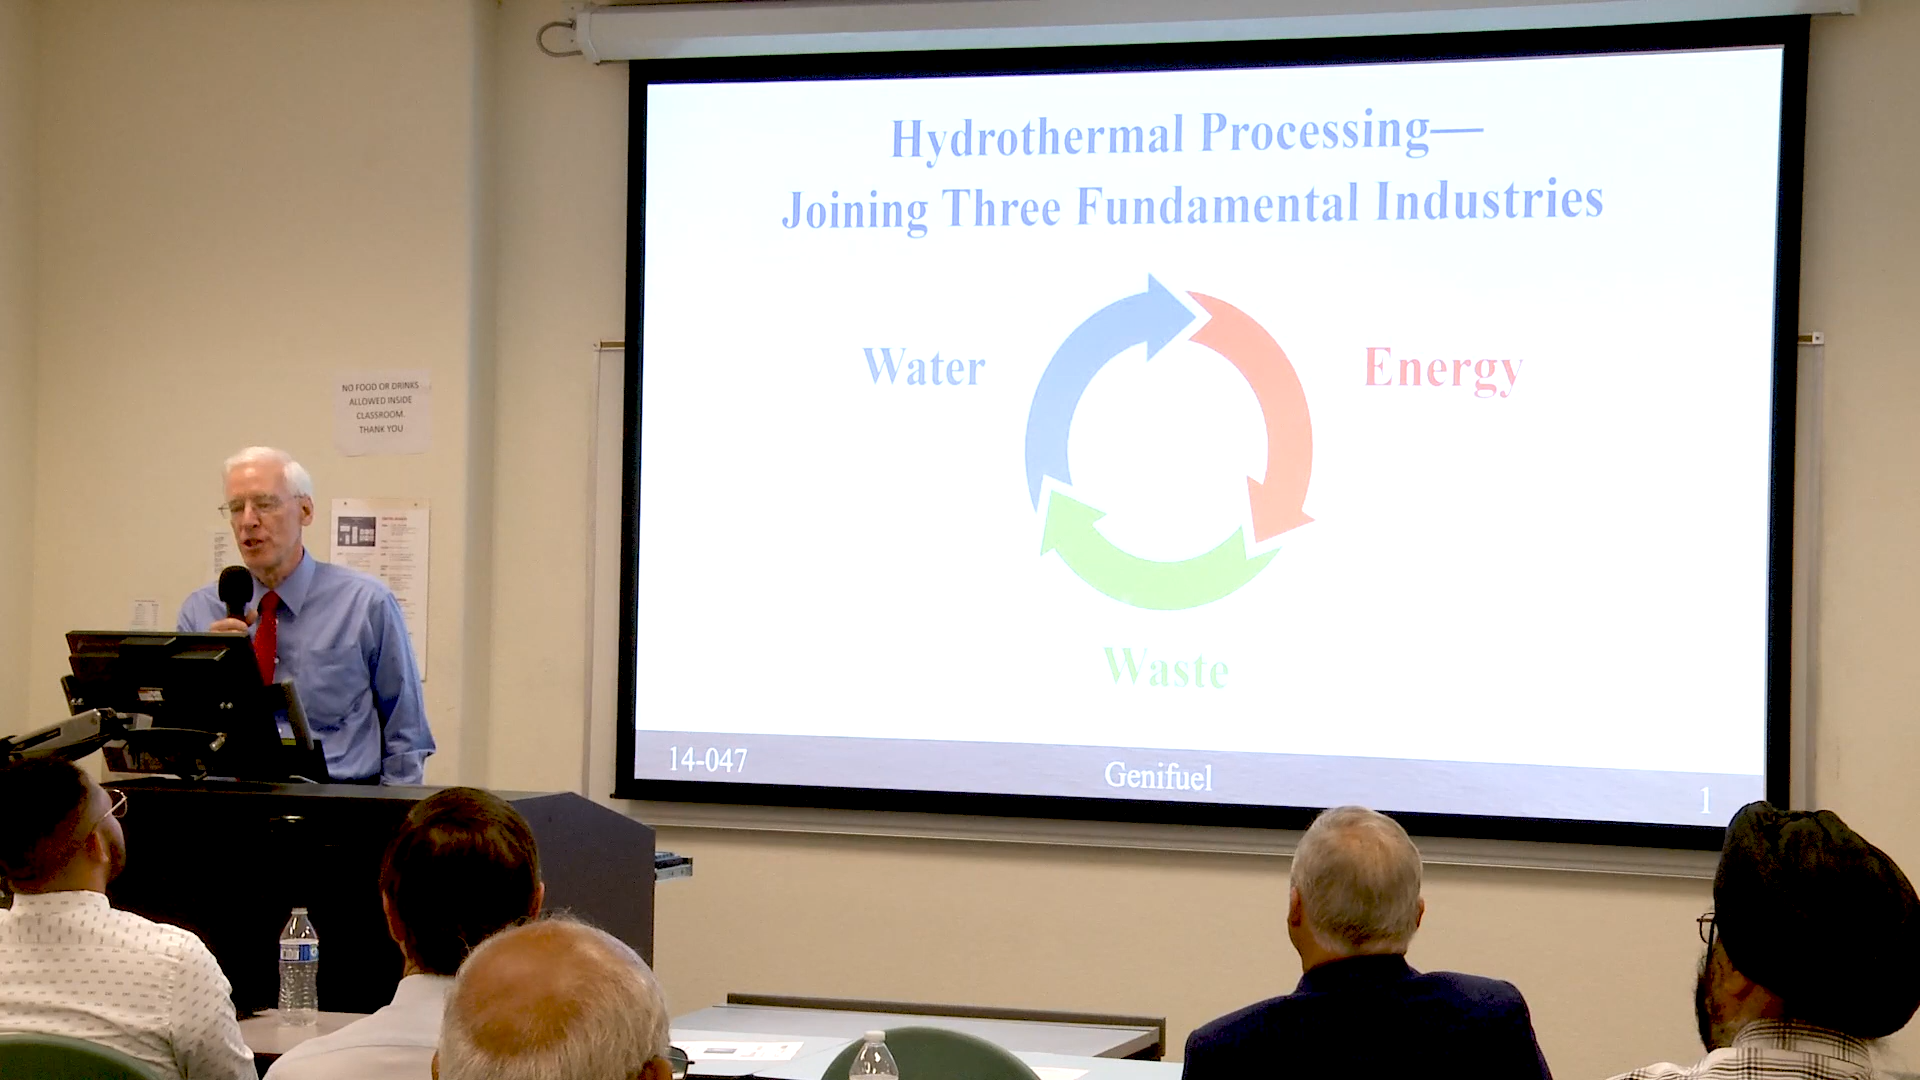 Hydrothermal Processing—
Joining Three Fundamental Industries
Water
Energy
Waste
14-047
Genifuel
1
NO FOOD OR DRINKS
ALLOWED INSIDE
CLASSROOM.
THANK YOU